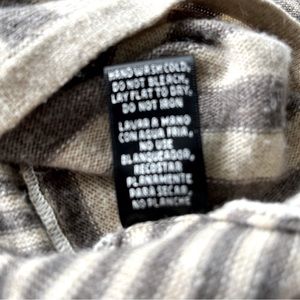 HAND WASH COLD,
DO NOT BLEACH,
LAY FLAT TO DRY,
DO NOT IRON
LAVAR A MANO
CON AGUA FRIA,
NO USE
BLANQUEADOR,
RECOSTAR
PLANAMENTE
PARA SECAR
NO PLANCHE